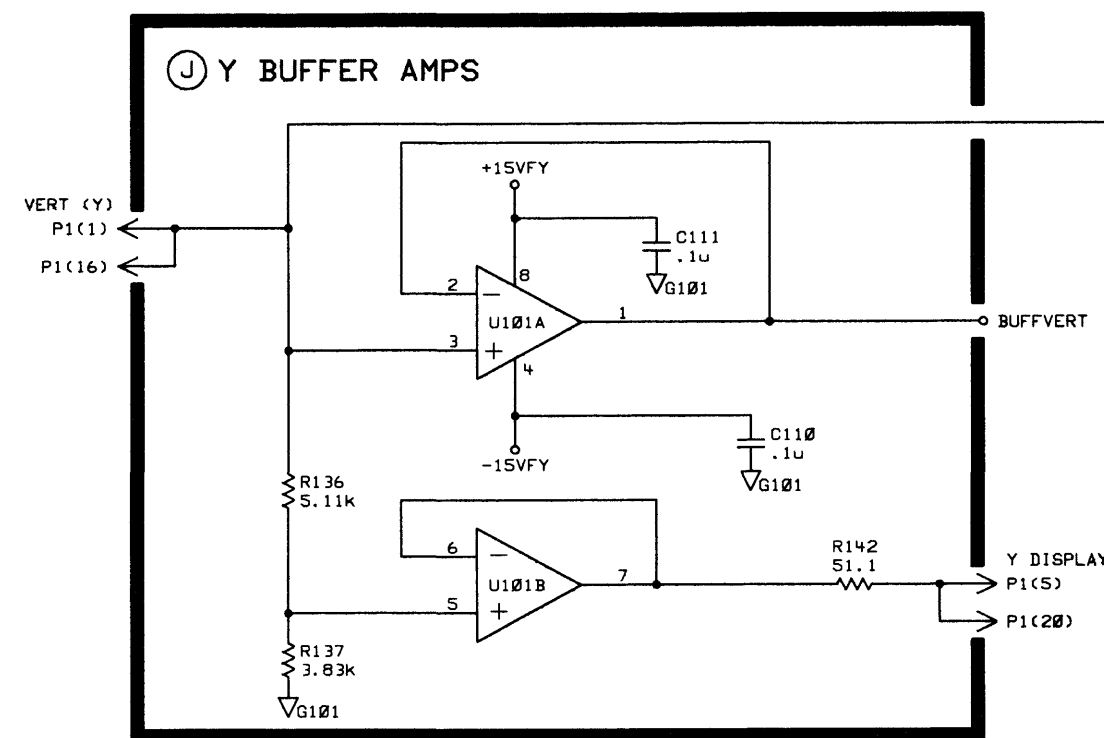 J Y BUFFER AMPS
+15VFY
VERT (Y)
P1(1)
P1(16)
C111
.1u
G101
8
2
−
U101A
1
BUFFVERT
3
+
4
C110
.1u
G101
-15VFY
R136
5.11k
6
−
U101B
7
5
+
R142
51.1
Y DISPLAY
P1(5)
P1(20)
R137
3.83k
G101